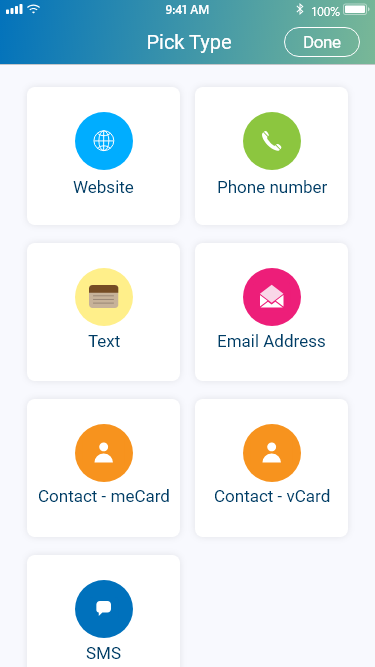 9:41 AM
100%
Pick Type
Done
Website
Phone number
Text
Email Address
Contact - meCard
Contact - vCard
SMS